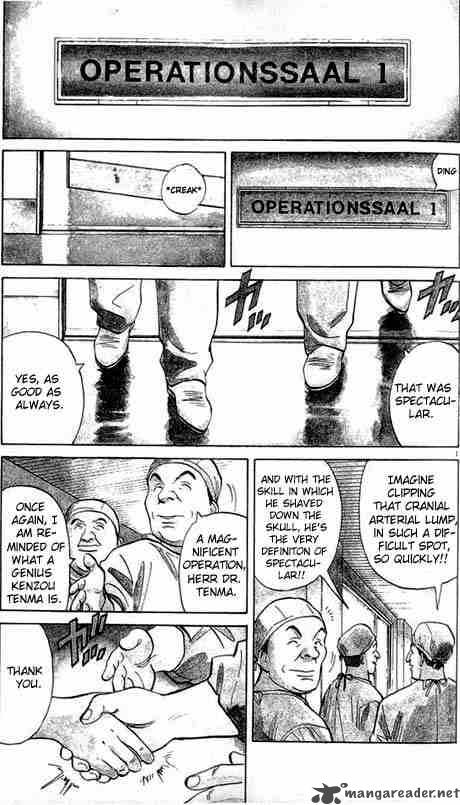 OPERATIONSSAAL 1
DING
OPERATIONSSAAL 1
*CREAK*
THAT WAS
SPECTACU-
LAR.
YES, AS
GOOD AS
ALWAYS.
1
IMAGINE
CLIPPING
THAT CRANIAL
ARTERIAL LUMP,
IN SUCH A DIF-
FICULT SPOT,
SO QUICKLY!!
AND WITH THE
SKILL IN WHICH
HE SHAVED
DOWN THE
SKULL, HE'S
THE VERY
DEFINITON OF
SPECTAC-
ULAR!!
A MAG-
NIFICENT
OPERATION,
HERR DR.
TENMA.
ONCE
AGAIN, I
AM RE-
MINDED OF
WHAT A
GENIUS
KENZOU
TENMA IS.
THANK
YOU.
mangareader.net